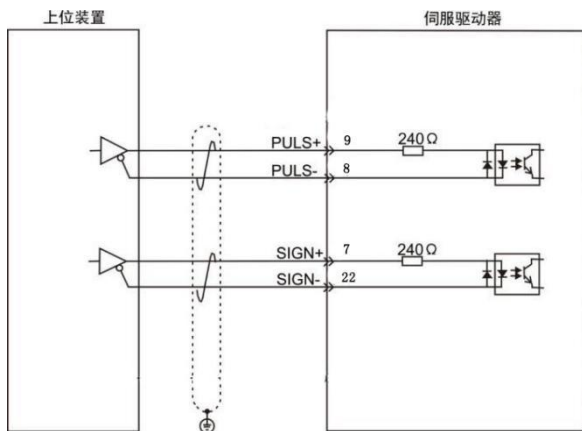 上位装置
伺服驱动器
PULS+ 9 240Ω
PULS- 8
SIGN+ 7 240Ω
SIGN- 22